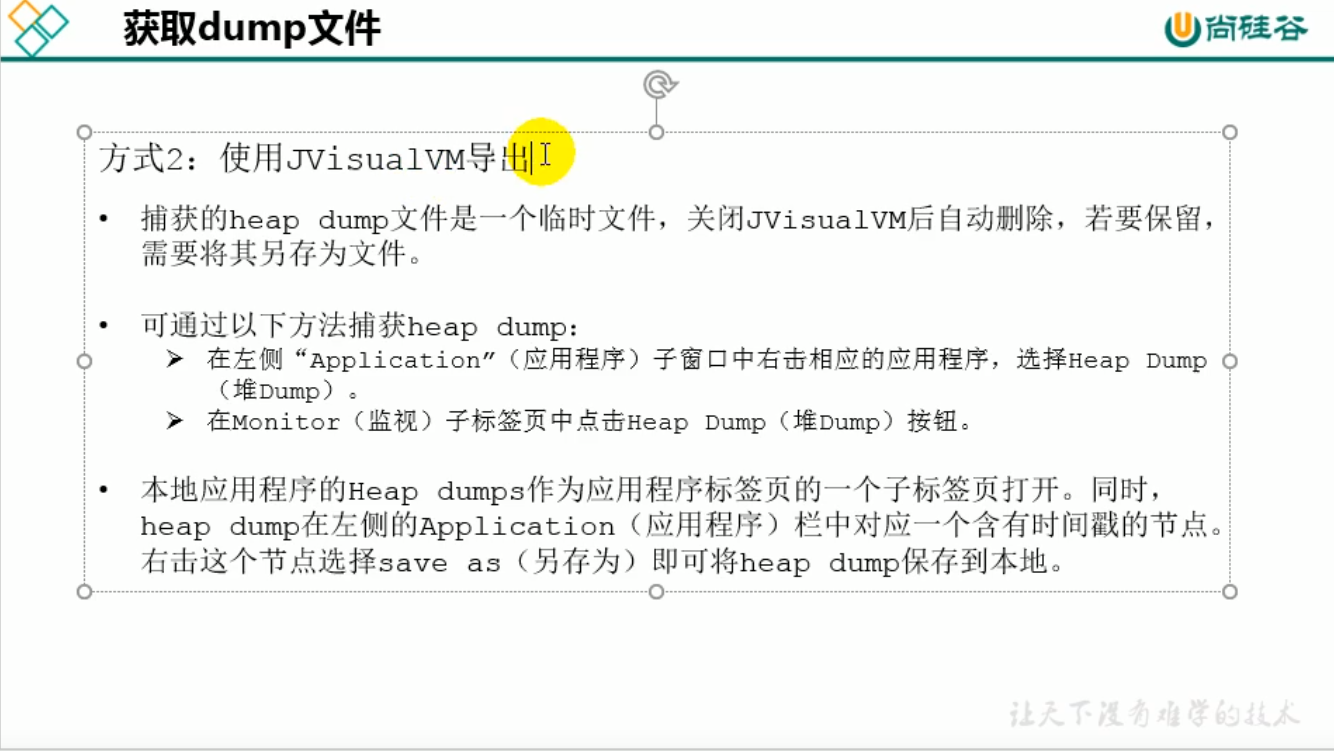 获取dump文件
尚硅谷
方式2：使用JVisualVM导出
• 捕获的heap dump文件是一个临时文件，关闭JVisualVM后自动删除，若要保留，
需要将其另存为文件。
• 可通过以下方法捕获heap dump：
➢ 在左侧“Application”（应用程序）子窗口中右击相应的应用程序，选择Heap Dump
（堆Dump）。
➢ 在Monitor（监视）子标签页中点击Heap Dump（堆Dump）按钮。
• 本地应用程序的Heap dumps作为应用程序标签页的一个子标签页打开。同时，
heap dump在左侧的Application（应用程序）栏中对应一个含有时间戳的节点。
右击这个节点选择save as（另存为）即可将heap dump保存到本地。
让天下没有难学的技术